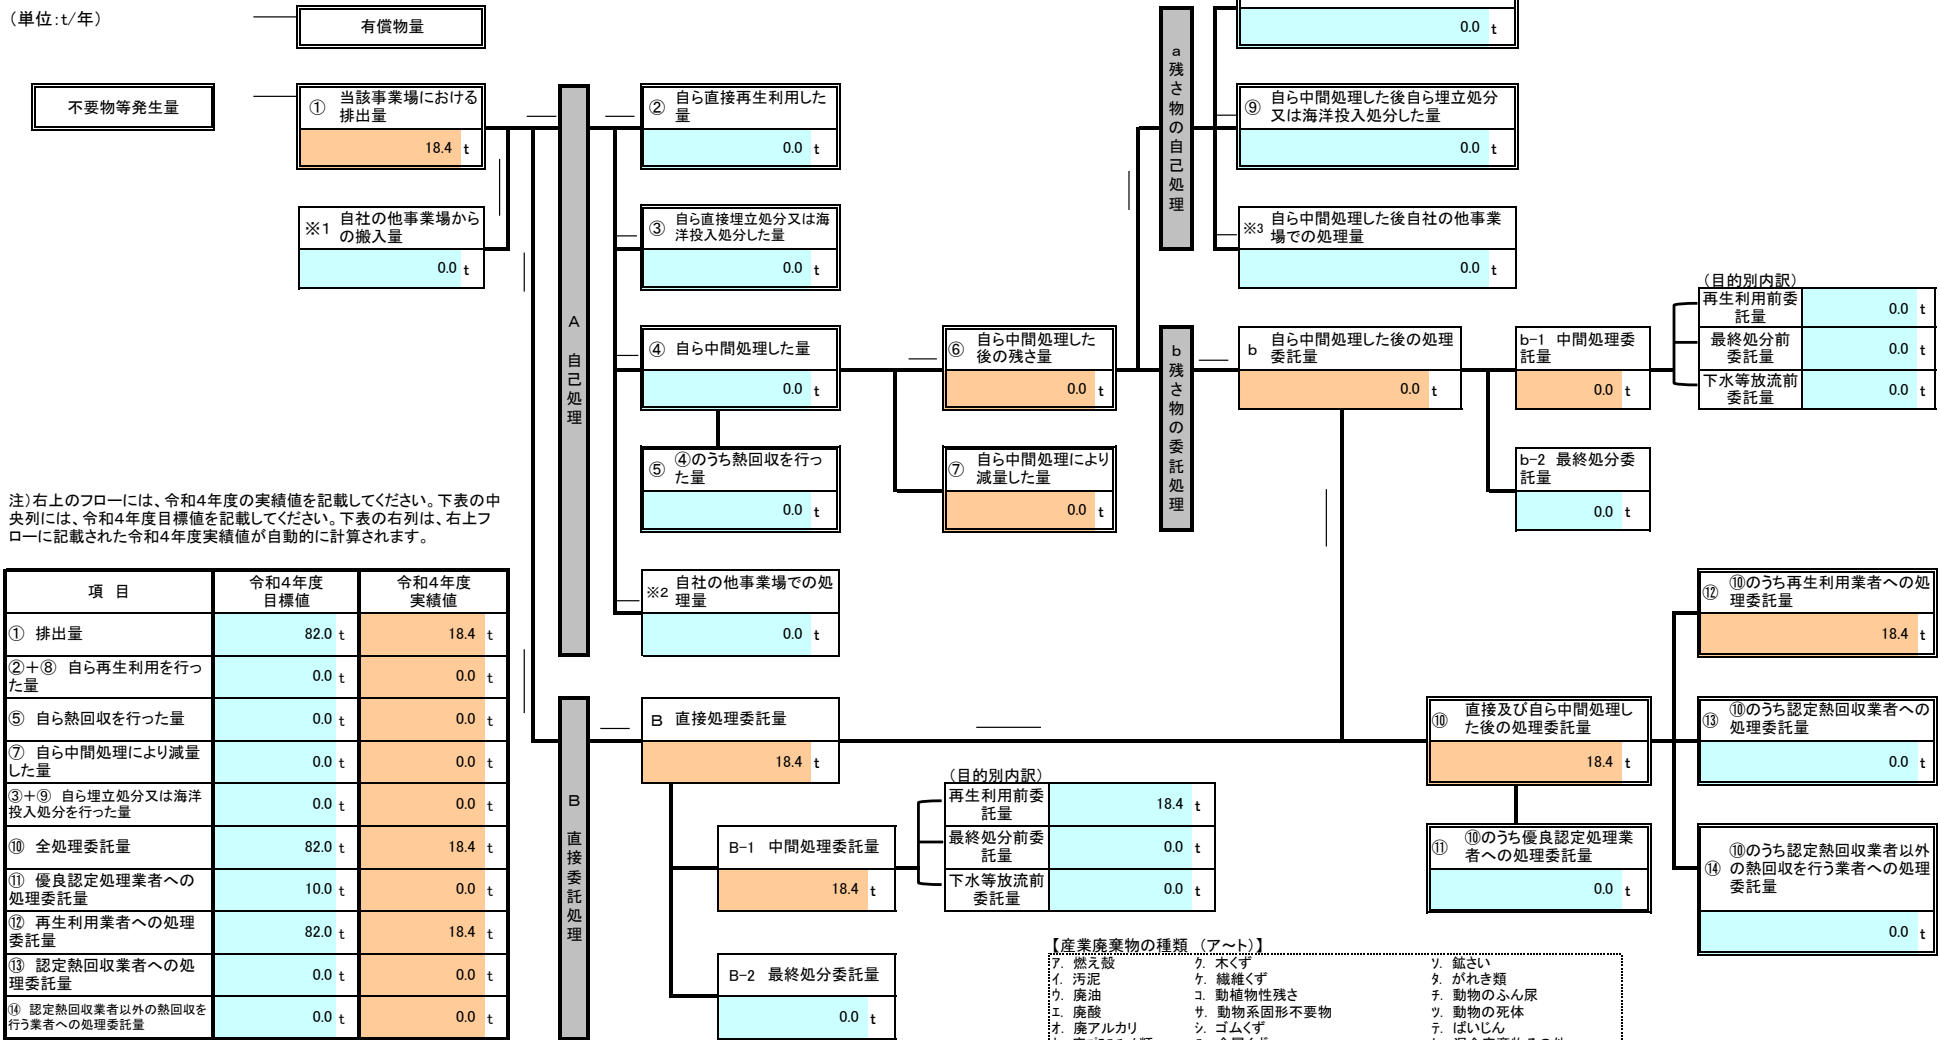 (単位:t/年)
有償物量
0.0 t
不要物等発生量
① 当該事業場における
排出量
18.4 t
※1 自社の他事業場から
の搬入量
0.0 t
A 自己処理
② 自ら直接再生利用した
量
0.0 t
③ 自ら直接埋立処分又は海
洋投入処分した量
0.0 t
④ 自ら中間処理した量
0.0 t
⑤ ④のうち熱回収を行っ
た量
0.0 t
※2 自社の他事業場での処
理量
0.0 t
⑥ 自ら中間処理した
後の残さ量
0.0 t
⑦ 自ら中間処理により
減量した量
0.0 t
a 残さ物の自己処理
⑨ 自ら中間処理した後自ら埋立処分
又は海洋投入処分した量
0.0 t
※3 自ら中間処理した後自社の他事業
場での処理量
0.0 t
b 残さ物の委託処理
b 自ら中間処理した後の処理
委託量
0.0 t
b-1 中間処理委
託量
0.0 t
b-2 最終処分委
託量
0.0 t
(目的別内訳)
再生利用前委
託量 0.0 t
最終処分前
委託量 0.0 t
下水等放流前
委託量 0.0 t
注)右上のフローには、令和4年度の実績値を記載してください。下表の中
央列には、令和4年度目標値を記載してください。下表の右列は、右上フ
ローに記載された令和4年度実績値が自動的に計算されます。
項 目 令和4年度
目標値 令和4年度
実績値
① 排出量 82.0 t 18.4 t
②+⑧ 自ら再生利用を行っ
た量 0.0 t 0.0 t
⑤ 自ら熱回収を行った量 0.0 t 0.0 t
⑦ 自ら中間処理により減量
した量 0.0 t 0.0 t
③+⑨ 自ら埋立処分又は海洋
投入処分を行った量 0.0 t 0.0 t
⑩ 全処理委託量 82.0 t 18.4 t
⑪ 優良認定処理業者への
処理委託量 10.0 t 0.0 t
⑫ 再生利用業者への処理
委託量 82.0 t 18.4 t
⑬ 認定熱回収業者への処
理委託量 0.0 t 0.0 t
⑭ 認定熱回収業者以外の熱回収を
行う業者への処理委託量 0.0 t 0.0 t
B 直接委託処理
B 直接処理委託量
18.4 t
B-1 中間処理委託量
18.4 t
B-2 最終処分委託量
0.0 t
(目的別内訳)
再生利用前委
託量 18.4 t
最終処分前委
託量 0.0 t
下水等放流前
委託量 0.0 t
⑩ 直接及び自ら中間処理し
た後の処理委託量
18.4 t
⑪ ⑩のうち優良認定処理業
者への処理委託量
0.0 t
⑫ ⑩のうち再生利用業者への処
理委託量
18.4 t
⑬ ⑩のうち認定熱回収業者への
処理委託量
0.0 t
⑭ ⑩のうち認定熱回収業者以外
の熱回収を行う業者への処理
委託量
0.0 t
【産業廃棄物の種類 (ア~ト)】
ア. 燃え殻 ク. 木くず ソ. 鉱さい
イ. 汚泥 ケ. 繊維くず タ. がれき類
ウ. 廃油 コ. 動植物性残さ チ. 動物のふん尿
エ. 廃酸 サ. 動物系固形不要物 ツ. 動物の死体
オ. 廃アルカリ シ. ゴムくず テ. ばいじん